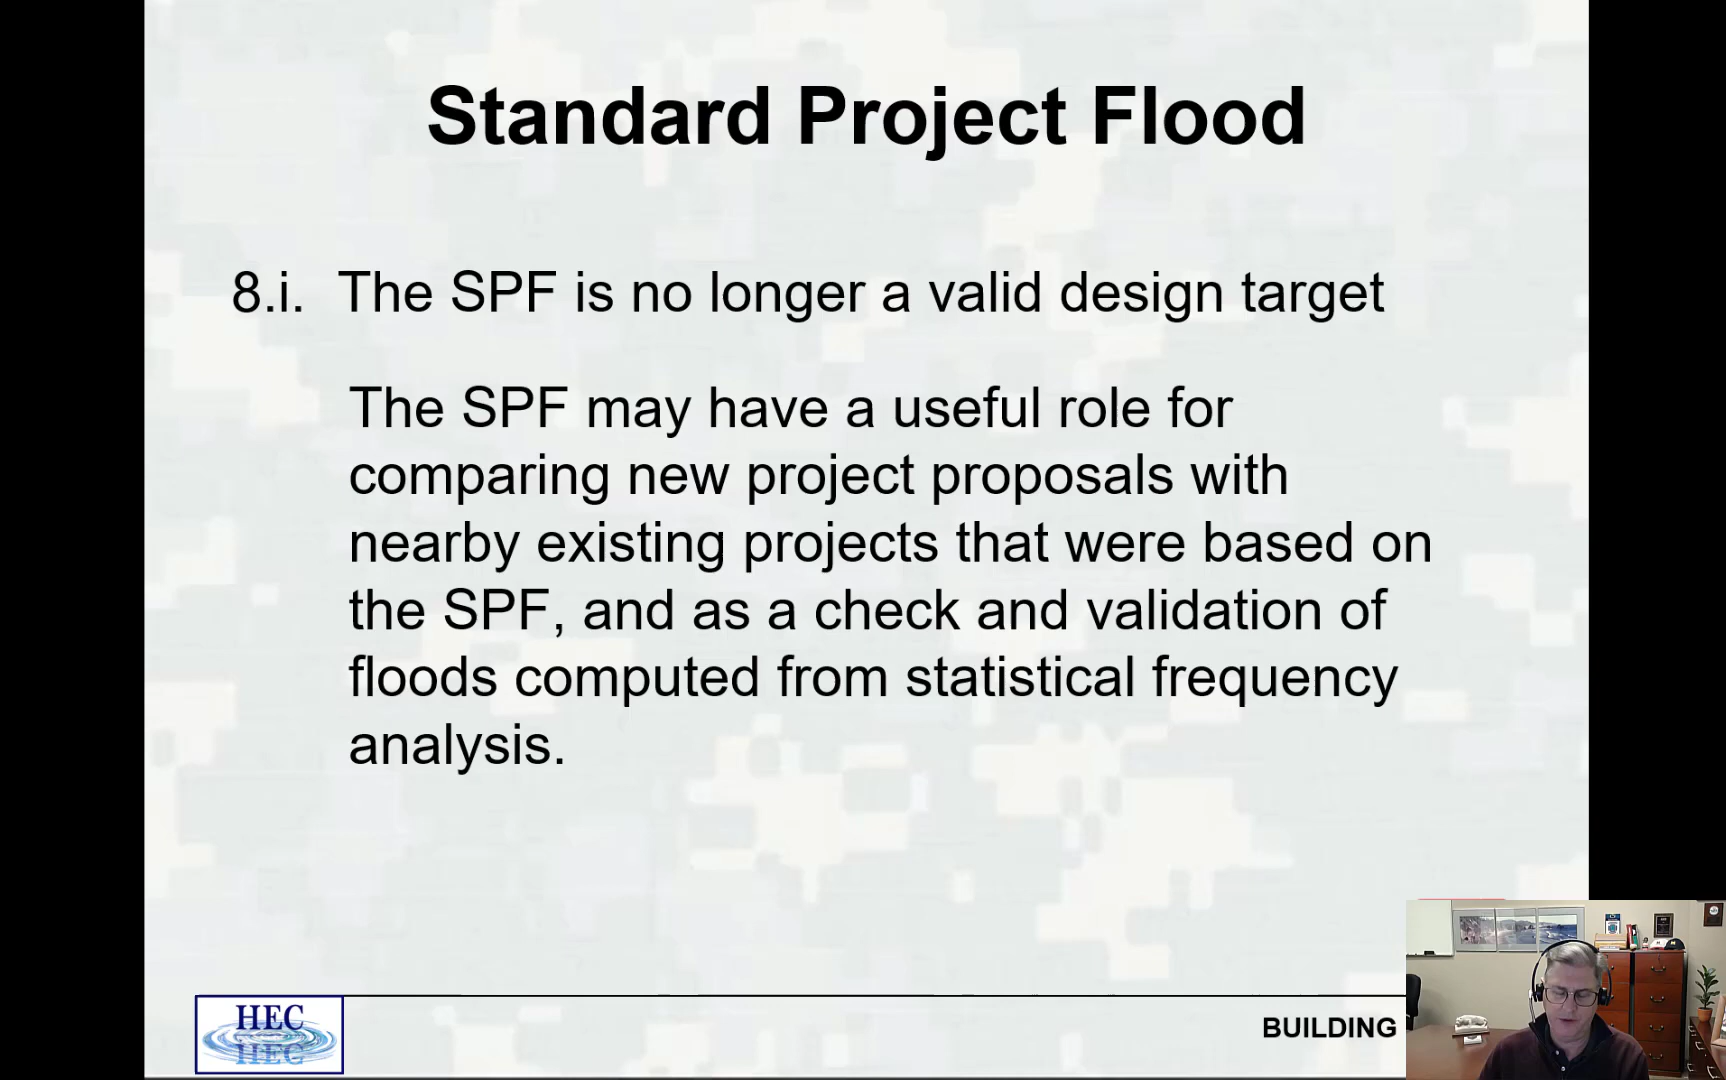 Standard Project Flood
8.i. The SPF is no longer a valid design target
The SPF may have a useful role for
comparing new project proposals with
nearby existing projects that were based on
the SPF, and as a check and validation of
floods computed from statistical frequency
analysis.
HEC
HEC
BUILDING